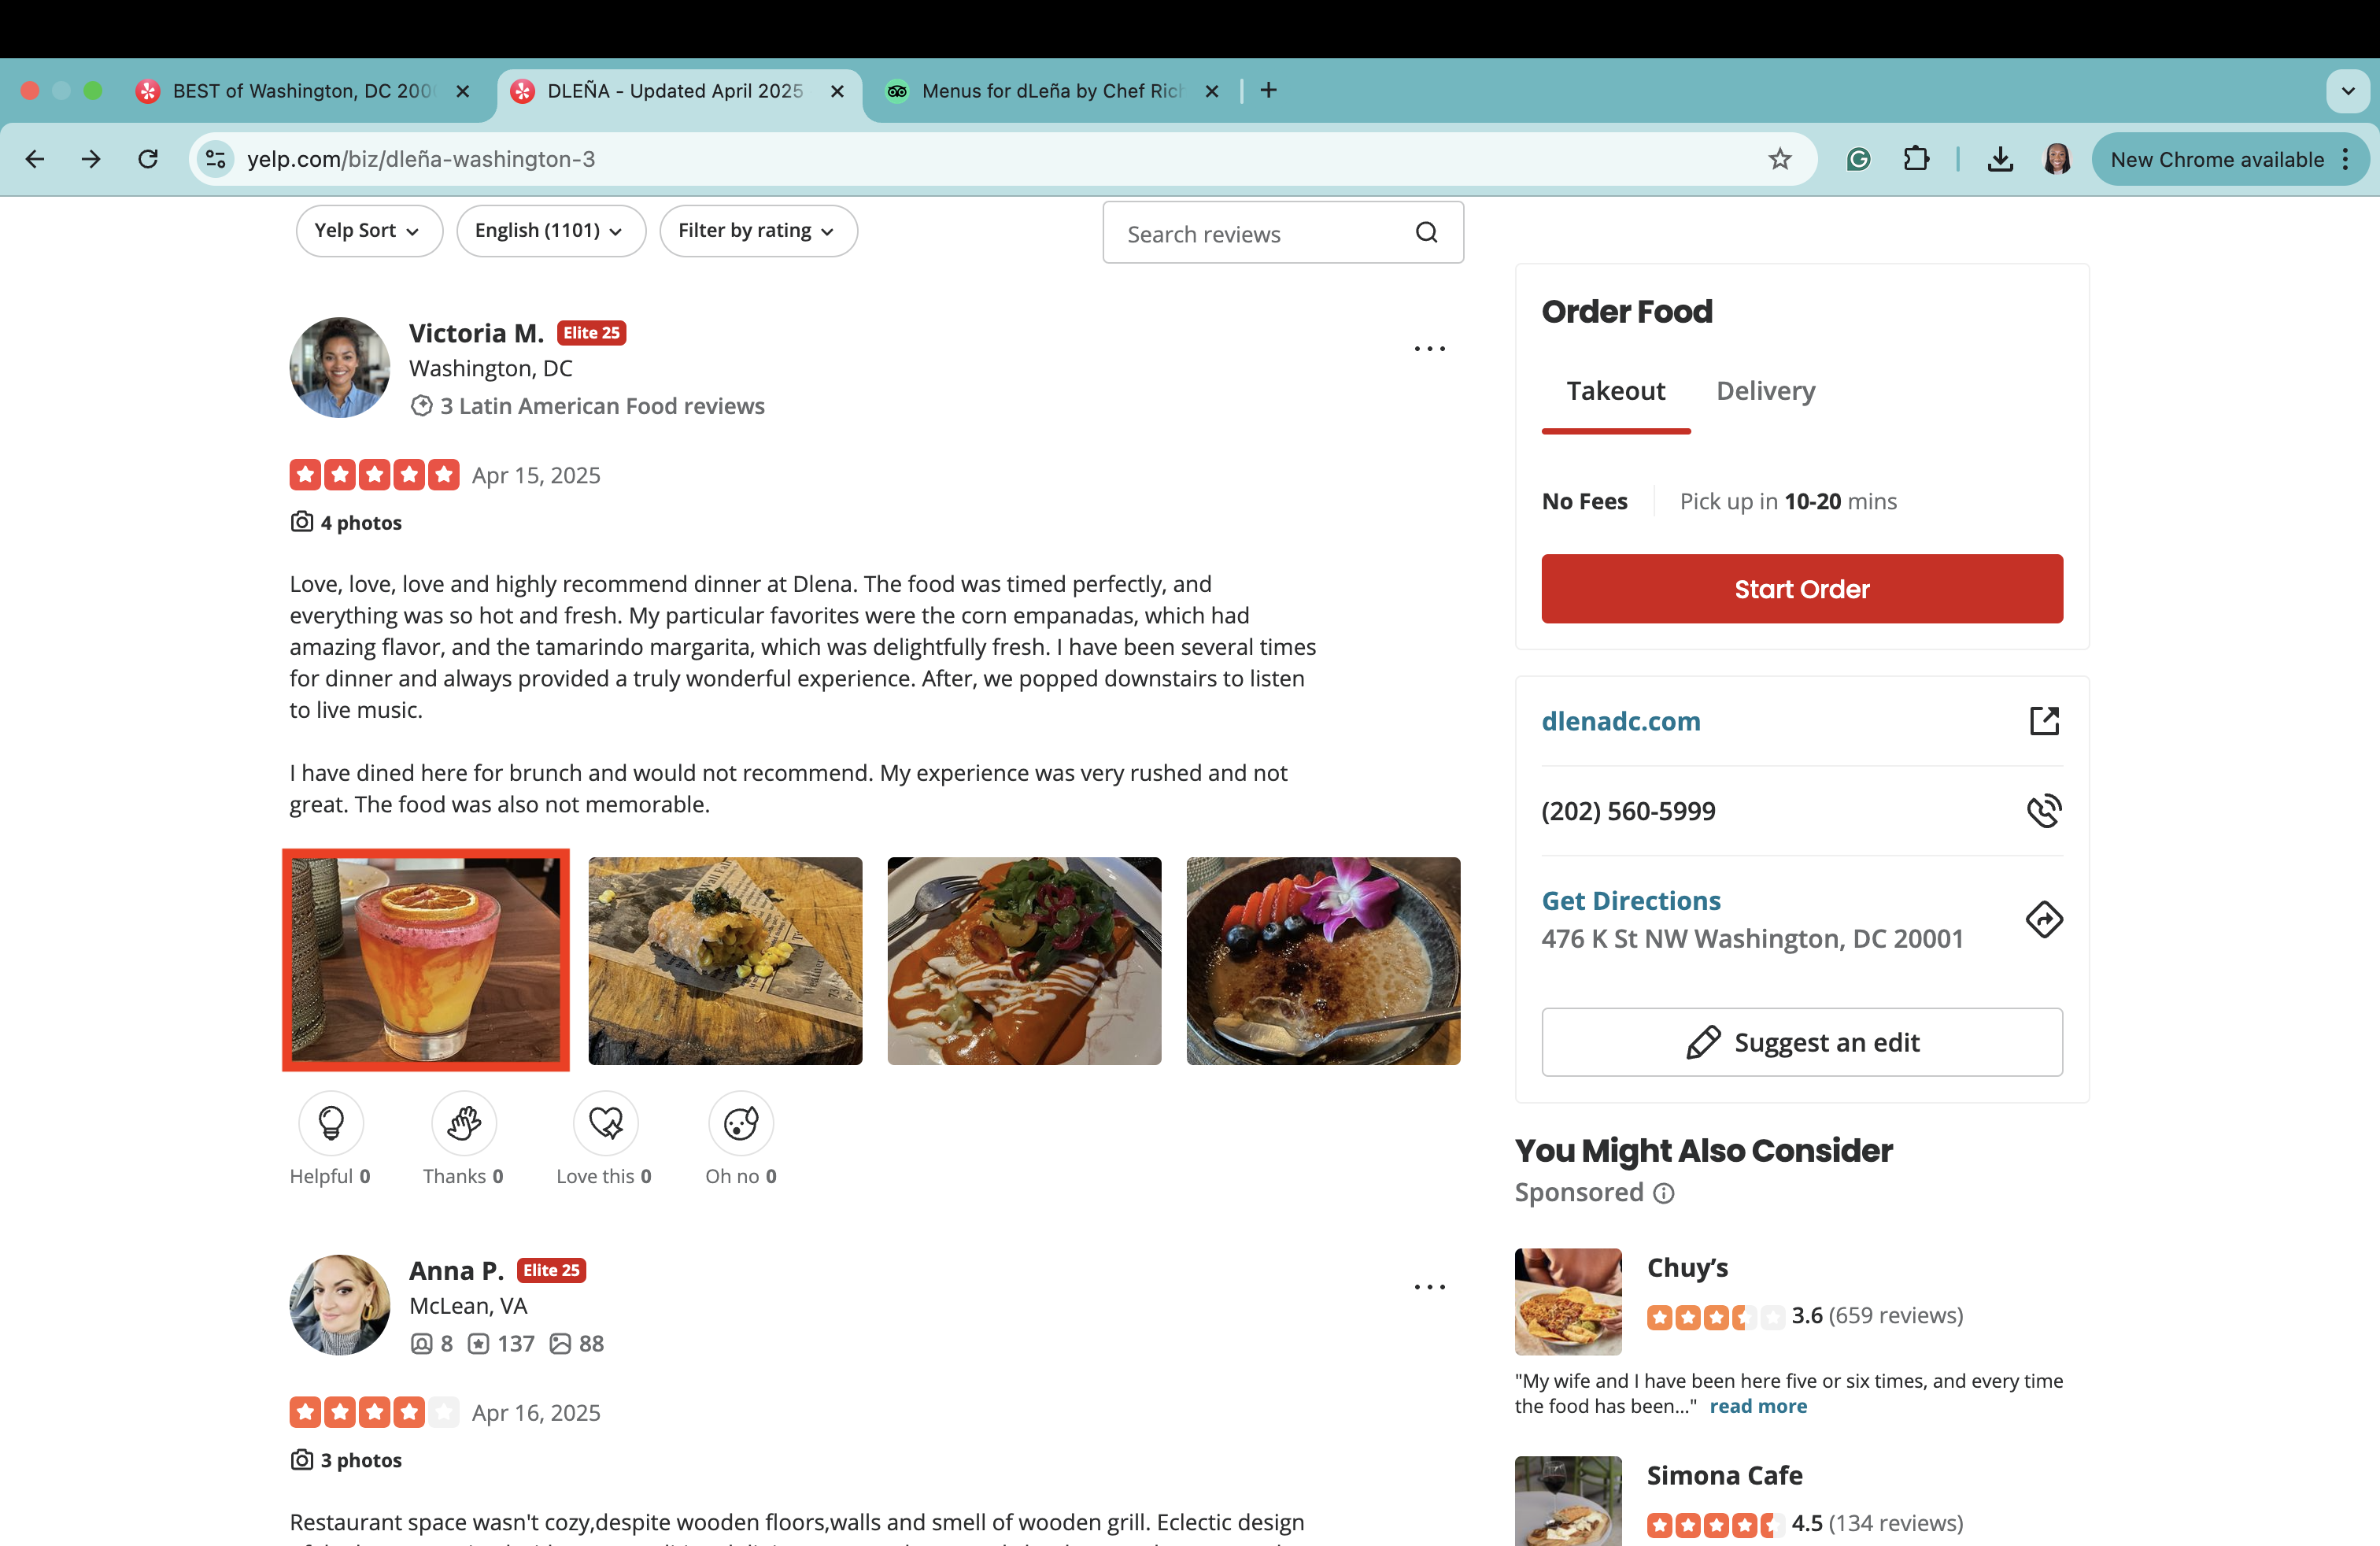 BEST of Washington, DC 200
DLEÑA - Updated April 2025
Menus for dLeña by Chef Rich
yelp.com/biz/dleña-washington-3
New Chrome available
Yelp Sort
English (1101)
Filter by rating
Search reviews
Victoria M. Elite 25
Washington, DC
3 Latin American Food reviews
Apr 15, 2025
4 photos
Love, love, love and highly recommend dinner at Dlena. The food was timed perfectly, and
everything was so hot and fresh. My particular favorites were the corn empanadas, which had
amazing flavor, and the tamarindo margarita, which was delightfully fresh. I have been several times
for dinner and always provided a truly wonderful experience. After, we popped downstairs to listen
to live music.
I have dined here for brunch and would not recommend. My experience was very rushed and not
great. The food was also not memorable.
Helpful 0
Thanks 0
Love this 0
Oh no 0
Anna P. Elite 25
McLean, VA
8 137 88
Apr 16, 2025
3 photos
Restaurant space wasn't cozy,despite wooden floors,walls and smell of wooden grill. Eclectic design
Order Food
Takeout
Delivery
No Fees
Pick up in 10-20 mins
Start Order
dlenadc.com
(202) 560-5999
Get Directions
476 K St NW Washington, DC 20001
Suggest an edit
You Might Also Consider
Sponsored
Chuy's
3.6 (659 reviews)
"My wife and I have been here five or six times, and every time
the food has been..." read more
Simona Cafe
4.5 (134 reviews)